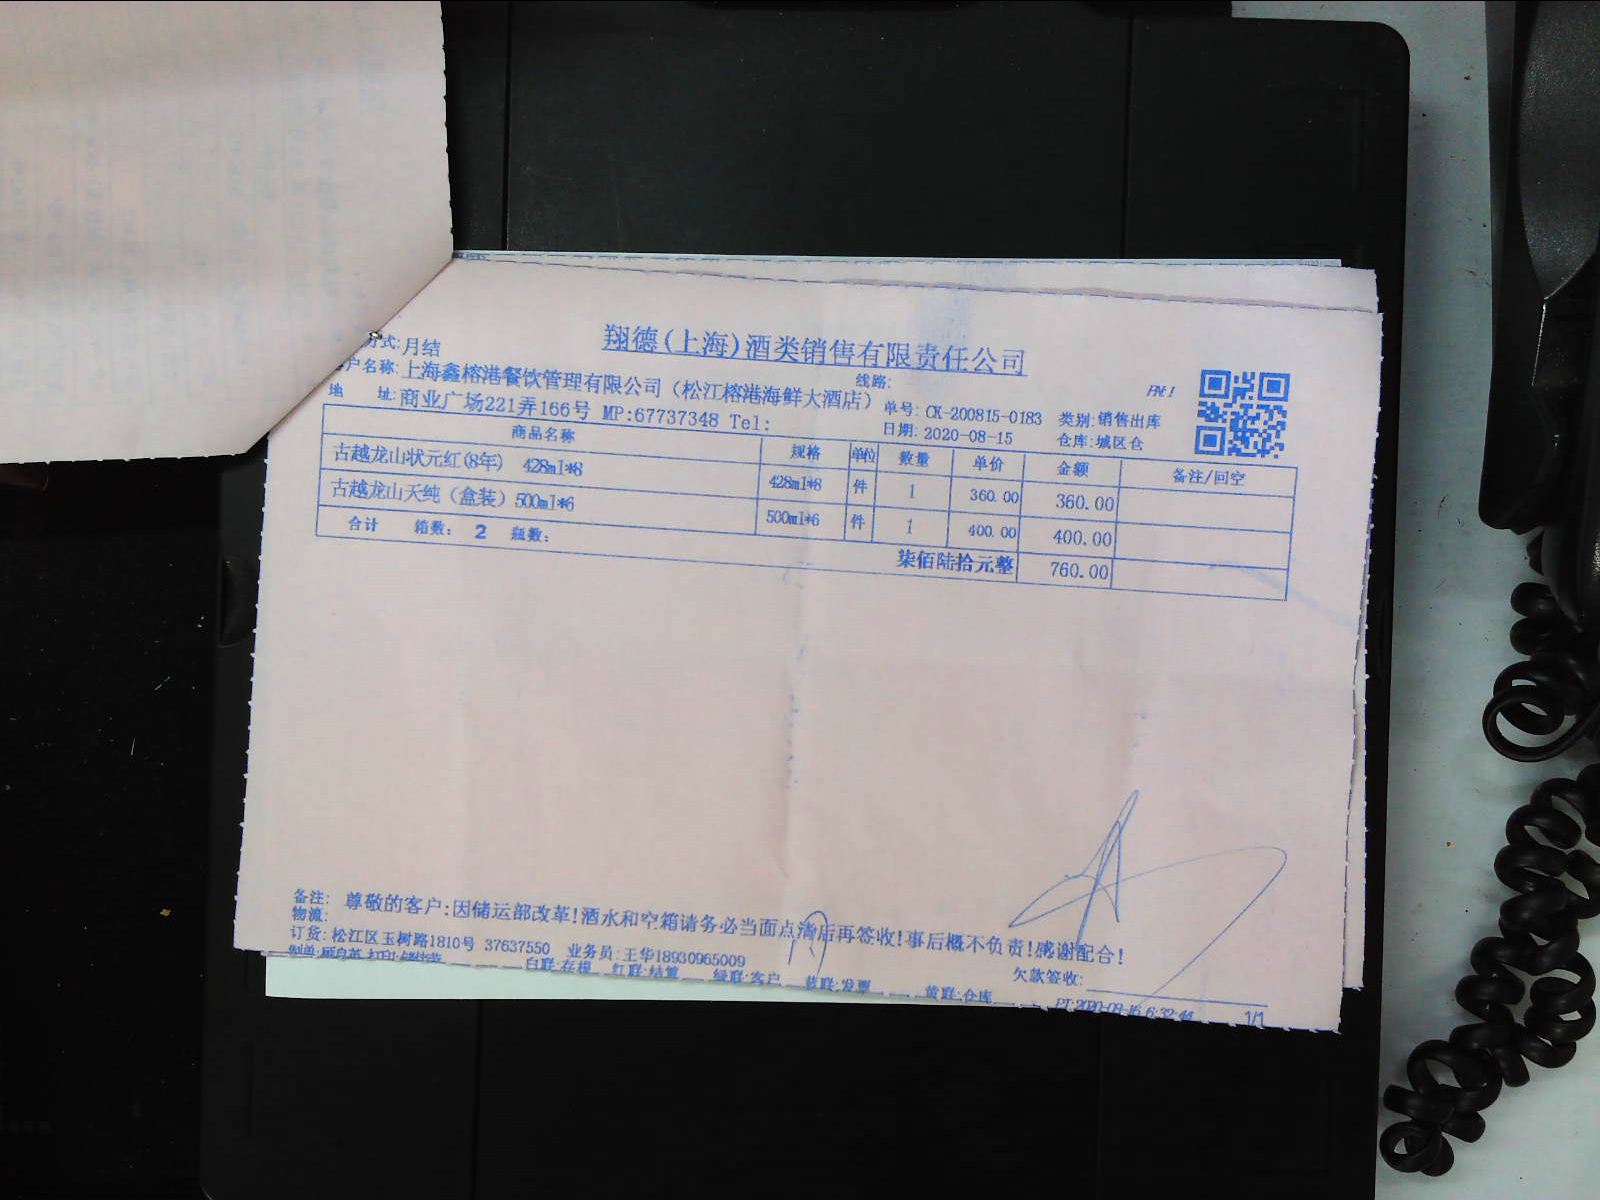 翔德(上海)酒类销售有限责任公司
式:月结
线路:
户名称:上海鑫榕港餐饮管理有限公司（松江榕港海鲜大酒店）
单号: CK-200815-0183 类别:销售出库
地 址:商业广场221弄166号 MP:67737348 Tel:
日期: 2020-08-15 仓库:城区仓
商品名称 规格 单位 数量 单价 金额 备注/回空
古越龙山状元红(8年) 428ml*8 428ml*8 件 1 360.00 360.00
古越龙山天纯（盒装）500ml*6 500ml*6 件 1 400.00 400.00
合计 箱数: 2 瓶数: 柒佰陆拾元整 760.00
备注: 尊敬的客户:因储运部改革!酒水和空箱请务必当面点清后再签收!事后概不负责!感谢配合!
物流:
订货:松江区玉树路1810号 37637550 业务员:王华18930965009
欠款签收:
白联:存根 红联:结算 绿联:客户 蓝联:发票 黄联:仓库
1/1